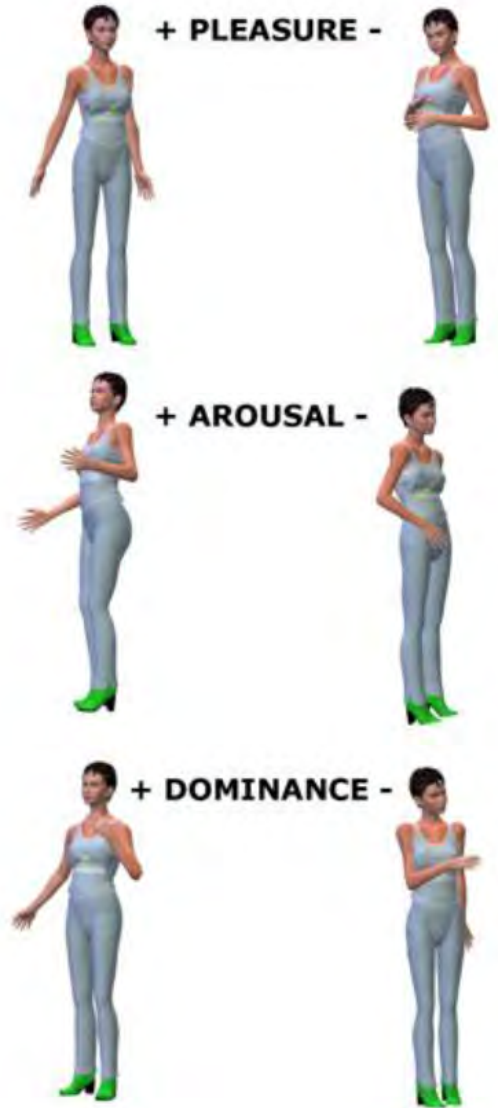 + PLEASURE -
+ AROUSAL -
+ DOMINANCE -